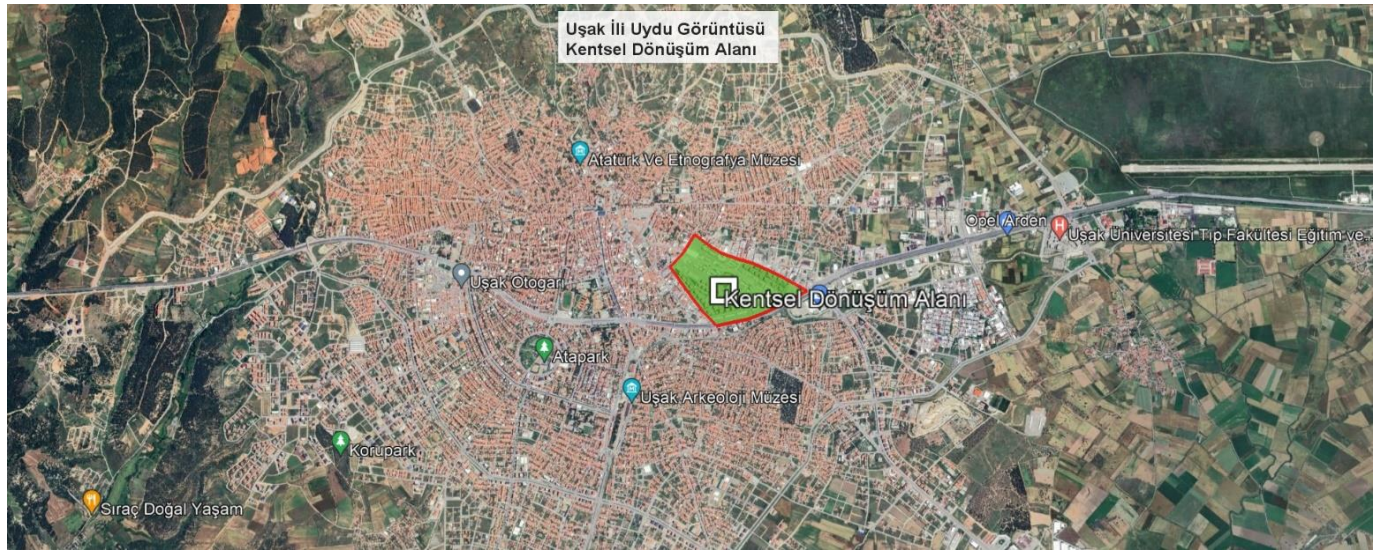 Uşak İli Uydu Görüntüsü
Kentsel Dönüşüm Alanı
Atatürk Ve Etnografya Müzesi
Opel Arden
H
Uşak Üniversitesi Tıp Fakültesi Eğitim ve...
Uşak Otogarı
Kentsel Dönüşüm Alanı
Atapark
Uşak Arkeoloji Müzesi
Korupark
Sıraç Doğal Yaşam